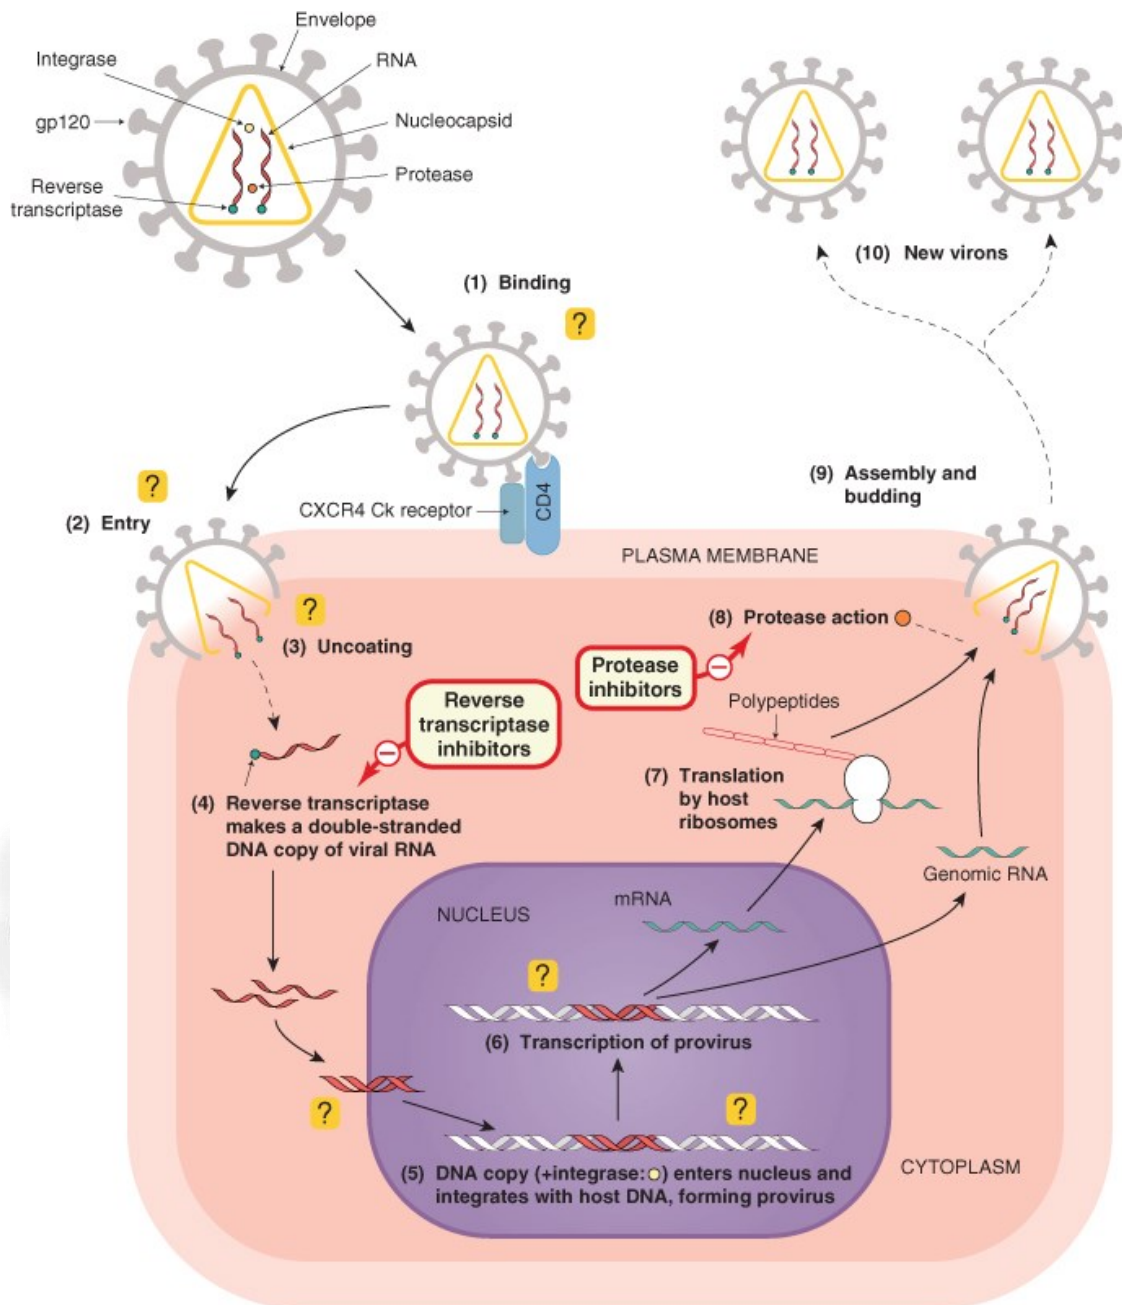 Envelope
Integrase
RNA
gp120
Nucleocapsid
Reverse
transcriptase
Protease
(1) Binding
?
(10) New virons
?
(2) Entry
CXCR4 Ck receptor
CD4
(9) Assembly and
budding
PLASMA MEMBRANE
?
(3) Uncoating
(8) Protease action
Protease
inhibitors
Reverse
transcriptase
inhibitors
Polypeptides
(7) Translation
by host
ribosomes
(4) Reverse transcriptase
makes a double-stranded
DNA copy of viral RNA
Genomic RNA
NUCLEUS
mRNA
?
(6) Transcription of provirus
?
?
(5) DNA copy (+integrase: ) enters nucleus and
integrates with host DNA, forming provirus
CYTOPLASM